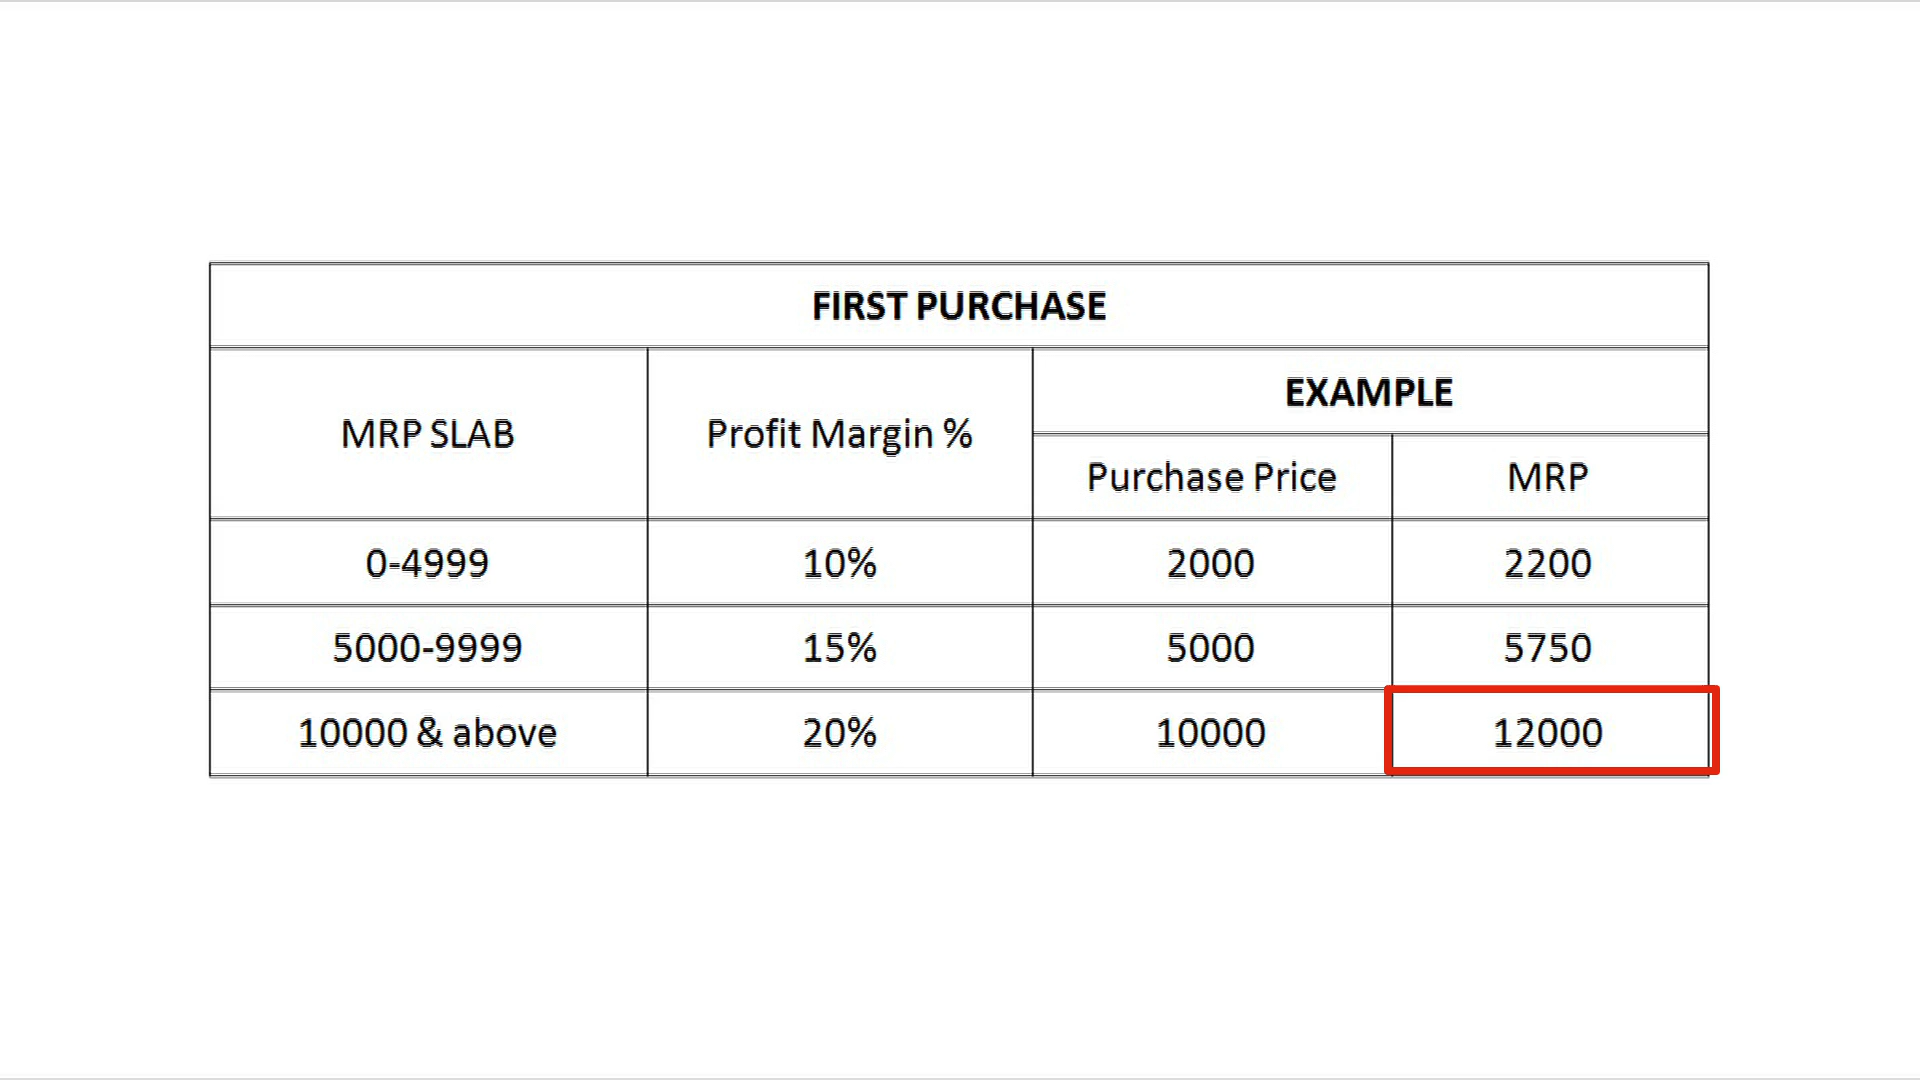 FIRST PURCHASE
MRP SLAB
Profit Margin %
EXAMPLE
Purchase Price
MRP
0-4999
10%
2000
2200
5000-9999
15%
5000
5750
10000 & above
20%
10000
12000